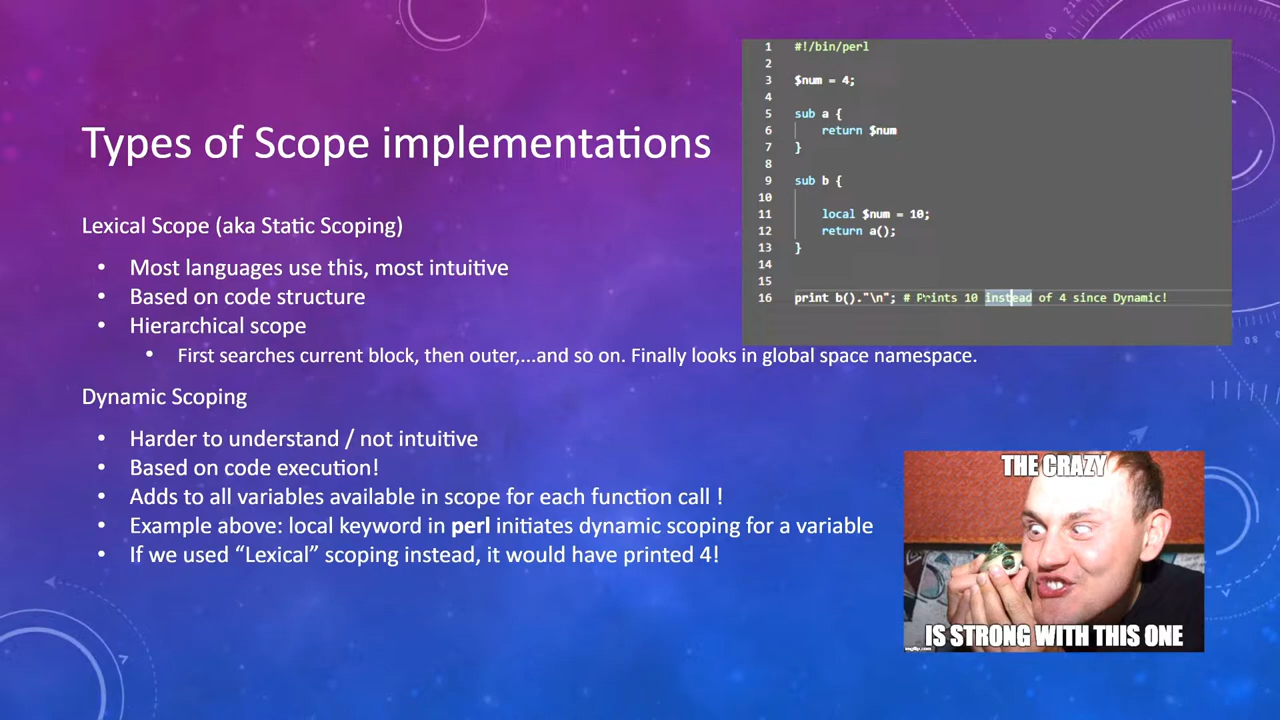 Types of Scope implementations
Lexical Scope (aka Static Scoping)
• Most languages use this, most intuitive
• Based on code structure
• Hierarchical scope
• First searches current block, then outer,...and so on. Finally looks in global space namespace.
Dynamic Scoping
• Harder to understand / not intuitive
• Based on code execution!
• Adds to all variables available in scope for each function call !
• Example above: local keyword in perl initiates dynamic scoping for a variable
• If we used “Lexical” scoping instead, it would have printed 4!
1 #!/bin/perl
2
3 $num = 4;
4
5 sub a {
6 return $num
7 }
8
9 sub b {
10
11 local $num = 10;
12 return a();
13 }
14
15
16 print b()."\n"; # Prints 10 instead of 4 since Dynamic!
THE CRAZY
IS STRONG WITH THIS ONE
imgflip.com